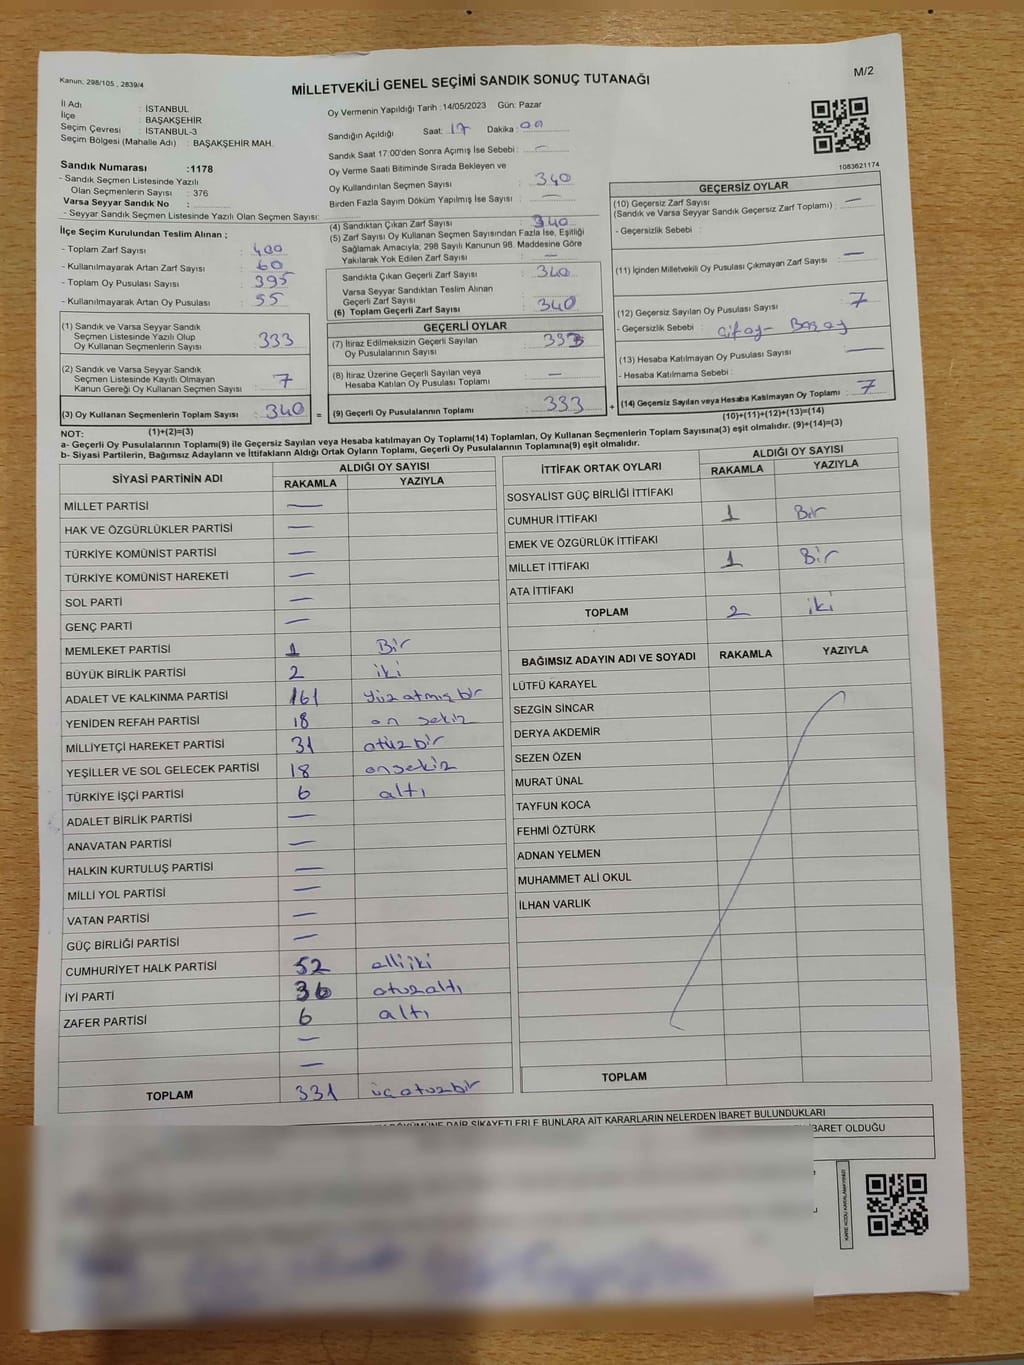 Kanun: 298/105 , 2839/4
MİLLETVEKİLİ GENEL SEÇİMİ SANDIK SONUÇ TUTANAĞI
M/2
İl Adı : İSTANBUL
İlçe : BAŞAKŞEHİR
Seçim Çevresi : İSTANBUL-3
Seçim Bölgesi (Mahalle Adı) : BAŞAKŞEHİR MAH.
Sandık Numarası :1178
- Sandık Seçmen Listesinde Yazılı
Olan Seçmenlerin Sayısı : 376
Varsa Seyyar Sandık No :
- Seyyar Sandık Seçmen Listesinde Yazılı Olan Seçmen Sayısı:
İlçe Seçim Kurulundan Teslim Alınan ;
- Toplam Zarf Sayısı : 400
- Kullanılmayarak Artan Zarf Sayısı : 60
- Toplam Oy Pusulası Sayısı : 395
- Kullanılmayarak Artan Oy Pusulası : 55
(1) Sandık ve Varsa Seyyar Sandık
Seçmen Listesinde Yazılı Olup
Oy Kullanan Seçmenlerin Sayısı : 333
(2) Sandık ve Varsa Seyyar Sandık
Seçmen Listesinde Kayıtlı Olmayan
Kanun Gereği Oy Kullanan Seçmen Sayısı : 7
(3) Oy Kullanan Seçmenlerin Toplam Sayısı : 340 =
(1)+(2)=(3)
Oy Vermenin Yapıldığı Tarih :14/05/2023 Gün: Pazar
Sandığın Açıldığı Saat: 17 Dakika : 00
Sandık Saat 17:00'den Sonra Açımış İse Sebebi : —
Oy Verme Saati Bitiminde Sırada Bekleyen ve
Oy Kullandırılan Seçmen Sayısı : 340
Birden Fazla Sayım Döküm Yapılmış İse Sayısı : —
(4) Sandıktan Çıkan Zarf Sayısı : 340
(5) Zarf Sayısı Oy Kullanan Seçmen Sayısından Fazla İse, Eşitliği
Sağlamak Amacıyla, 298 Sayılı Kanunun 98. Maddesine Göre
Yakılarak Yok Edilen Zarf Sayısı : —
Sandıkta Çıkan Geçerli Zarf Sayısı : 340
Varsa Seyyar Sandıktan Teslim Alınan
Geçerli Zarf Sayısı :
(6) Toplam Geçerli Zarf Sayısı : 340
GEÇERLİ OYLAR
(7) İtiraz Edilmeksizin Geçerli Sayılan
Oy Pusulalarının Sayısı : 333
(8) İtiraz Üzerine Geçerli Sayılan veya
Hesaba Katılan Oy Pusulası Toplamı : —
(9) Geçerli Oy Pusulalarının Toplamı : 333 +
1083621174
GEÇERSİZ OYLAR
(10) Geçersiz Zarf Sayısı : —
(Sandık ve Varsa Seyyar Sandık Geçersiz Zarf Toplamı) :
- Geçersizlik Sebebi :
(11) İçinden Milletvekili Oy Pusulası Çıkmayan Zarf Sayısı : —
(12) Geçersiz Sayılan Oy Pusulası Sayısı : 7
- Geçersizlik Sebebi :
(13) Hesaba Katılmayan Oy Pusulası Sayısı : —
- Hesaba Katılmama Sebebi :
(14) Geçersiz Sayılan veya Hesaba Katılmayan Oy Toplamı : 7
(10)+(11)+(12)+(13)=(14)
NOT:
a- Geçerli Oy Pusulalarının Toplamı(9) ile Geçersiz Sayılan veya Hesaba katılmayan Oy Toplamı(14) Toplamları, Oy Kullanan Seçmenlerin Toplam Sayısına(3) eşit olmalıdır. (9)+(14)=(3)
b- Siyasi Partilerin, Bağımsız Adayların ve İttifakların Aldığı Ortak Oyların Toplamı, Geçerli Oy Pusulalarının Toplamına(9) eşit olmalıdır.
SİYASİ PARTİNİN ADI
ALDIĞI OY SAYISI
RAKAMLA YAZIYLA
MİLLET PARTİSİ —
HAK VE ÖZGÜRLÜKLER PARTİSİ —
TÜRKİYE KOMÜNİST PARTİSİ —
TÜRKİYE KOMÜNİST HAREKETİ —
SOL PARTİ —
GENÇ PARTİ —
MEMLEKET PARTİSİ 1 Bir
BÜYÜK BİRLİK PARTİSİ 2 iki
ADALET VE KALKINMA PARTİSİ 161 yüz atmış bir
YENİDEN REFAH PARTİSİ 18 on sekiz
MİLLİYETÇİ HAREKET PARTİSİ 31 otüz bir
YEŞİLLER VE SOL GELECEK PARTİSİ 18 onsekiz
TÜRKİYE İŞÇİ PARTİSİ 6 altı
ADALET BİRLİK PARTİSİ —
ANAVATAN PARTİSİ —
HALKIN KURTULUŞ PARTİSİ —
MİLLİ YOL PARTİSİ —
VATAN PARTİSİ —
GÜÇ BİRLİĞİ PARTİSİ —
CUMHURİYET HALK PARTİSİ 52 elli iki
İYİ PARTİ 36 otuz altı
ZAFER PARTİSİ 6 altı
—
—
TOPLAM 331 üç otuz bir
İTTİFAK ORTAK OYLARI
ALDIĞI OY SAYISI
RAKAMLA YAZIYLA
SOSYALİST GÜÇ BİRLİĞİ İTTİFAKI
CUMHUR İTTİFAKI 1 Bir
EMEK VE ÖZGÜRLÜK İTTİFAKI
MİLLET İTTİFAKI 1 Bir
ATA İTTİFAKI
TOPLAM 2 iki
BAĞIMSIZ ADAYIN ADI VE SOYADI RAKAMLA YAZIYLA
LÜTFÜ KARAYEL
SEZGİN SİNCAR
DERYA AKDEMİR
SEZEN ÖZEN
MURAT ÜNAL
TAYFUN KOCA
FEHMİ ÖZTÜRK
ADNAN YELMEN
MUHAMMET ALİ OKUL
İLHAN VARLIK
TOPLAM
DÖKÜMÜNE DAİR ŞİKAYETLERLE BUNLARA AİT KARARLARIN NELERDEN İBARET BULUNDUKLARI
İBARET OLDUĞU